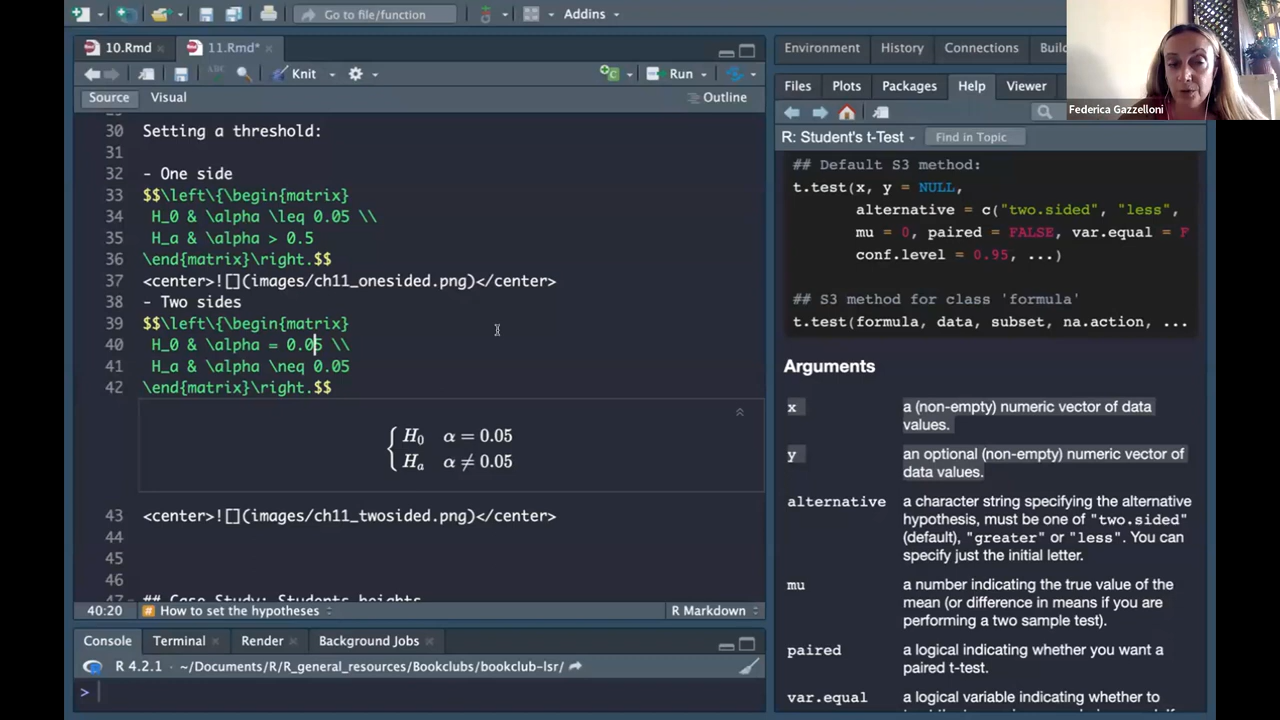 Go to file/function
Addins
10.Rmd
11.Rmd*
ABC
Knit
Run
Source
Visual
Outline
30 Setting a threshold:
31
32 - One side
33 $$\left\{\begin{matrix}
34 H_0 & \alpha \leq 0.05 \\
35 H_a & \alpha > 0.5
36 \end{matrix}\right.$$
37 <center>![](images/ch11_onesided.png)</center>
38 - Two sides
39 $$\left\{\begin{matrix}
40 H_0 & \alpha = 0.05 \\
41 H_a & \alpha \neq 0.05
42 \end{matrix}\right.$$
H₀ α = 0.05
Hₐ α ≠ 0.05
43 <center>![](images/ch11_twosided.png)</center>
44
45
46
47 ## Case Study: Students heights
40:20 # How to set the hypotheses
R Markdown
Console
Terminal
Render
Background Jobs
R 4.2.1 · ~/Documents/R/R_general_resources/Bookclubs/bookclub-lsr/
>
Environment
History
Connections
Files
Plots
Packages
Help
Viewer
Federica Gazzelloni
R: Student's t-Test
Find in Topic
## Default S3 method:
t.test(x, y = NULL,
alternative = c("two.sided", "less",
mu = 0, paired = FALSE, var.equal = F
conf.level = 0.95, ...)
## S3 method for class 'formula'
t.test(formula, data, subset, na.action, ...
Arguments
x a (non-empty) numeric vector of data
values.
y an optional (non-empty) numeric vector of
data values.
alternative a character string specifying the alternative
hypothesis, must be one of "two.sided"
(default), "greater" or "less". You can
specify just the initial letter.
mu a number indicating the true value of the
mean (or difference in means if you are
performing a two sample test).
paired a logical indicating whether you want a
paired t-test.
var.equal a logical variable indicating whether to